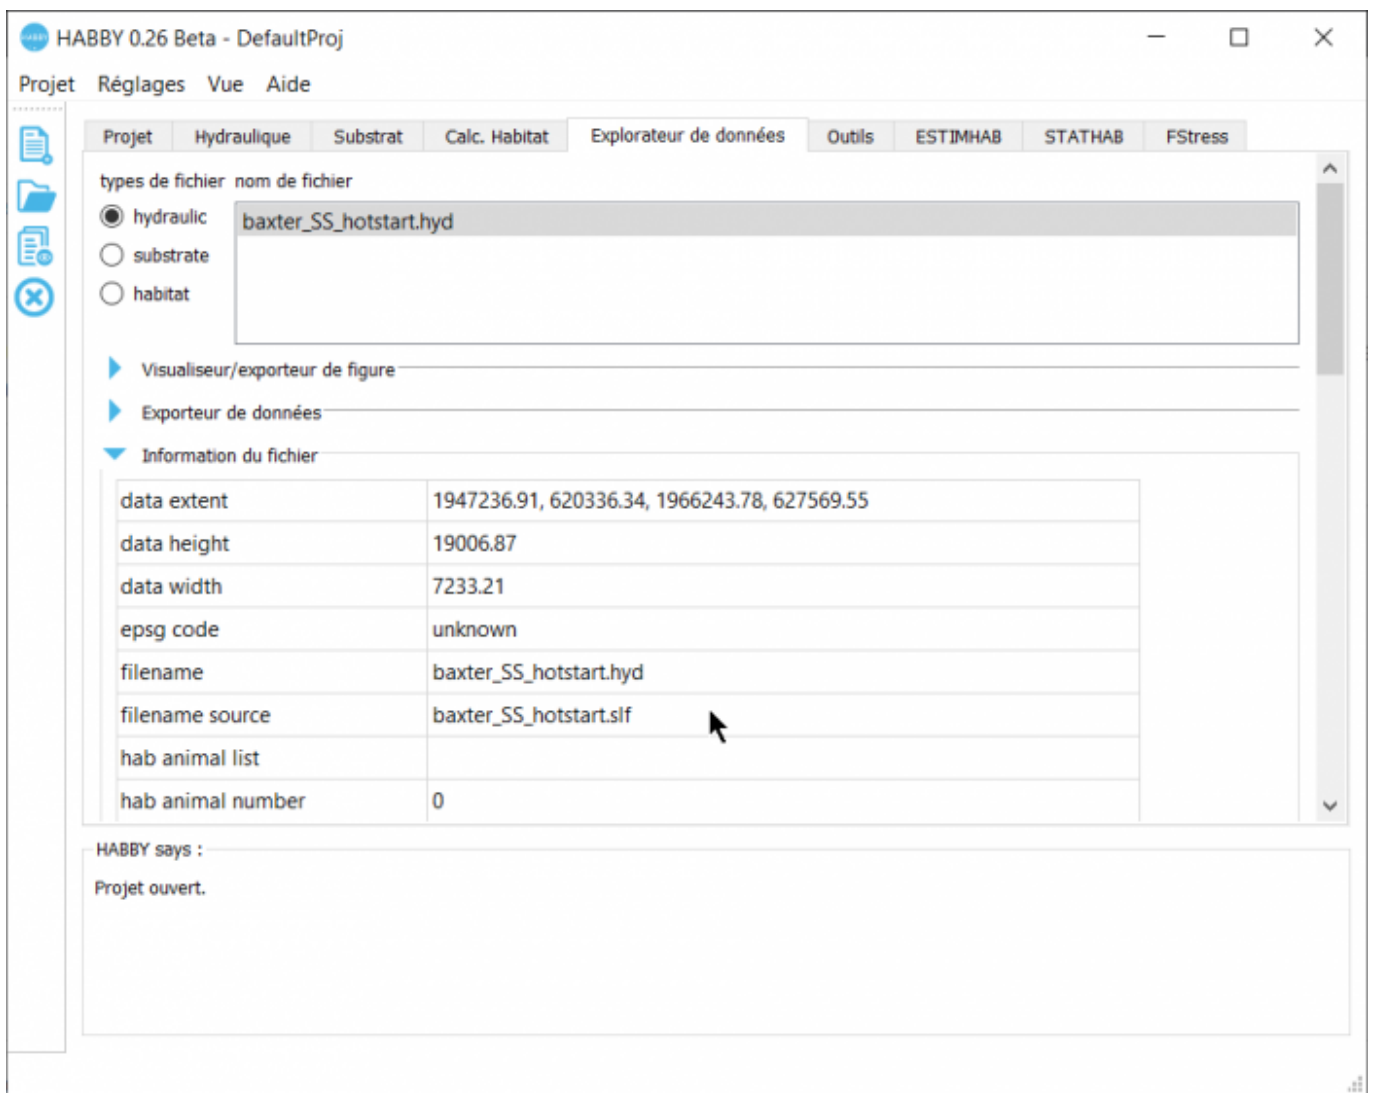 HABBY 0.26 Beta - DefaultProj
Projet Réglages Vue Aide
Projet Hydraulique Substrat Calc. Habitat Explorateur de données Outils ESTIMHAB STATHAB FStress
types de fichier nom de fichier
hydraulic baxter_SS_hotstart.hyd
substrate
habitat
Visualiseur/exporteur de figure
Exporteur de données
Information du fichier
data extent 1947236.91, 620336.34, 1966243.78, 627569.55
data height 19006.87
data width 7233.21
epsg code unknown
filename baxter_SS_hotstart.hyd
filename source baxter_SS_hotstart.slf
hab animal list
hab animal number 0
HABBY says :
Projet ouvert.